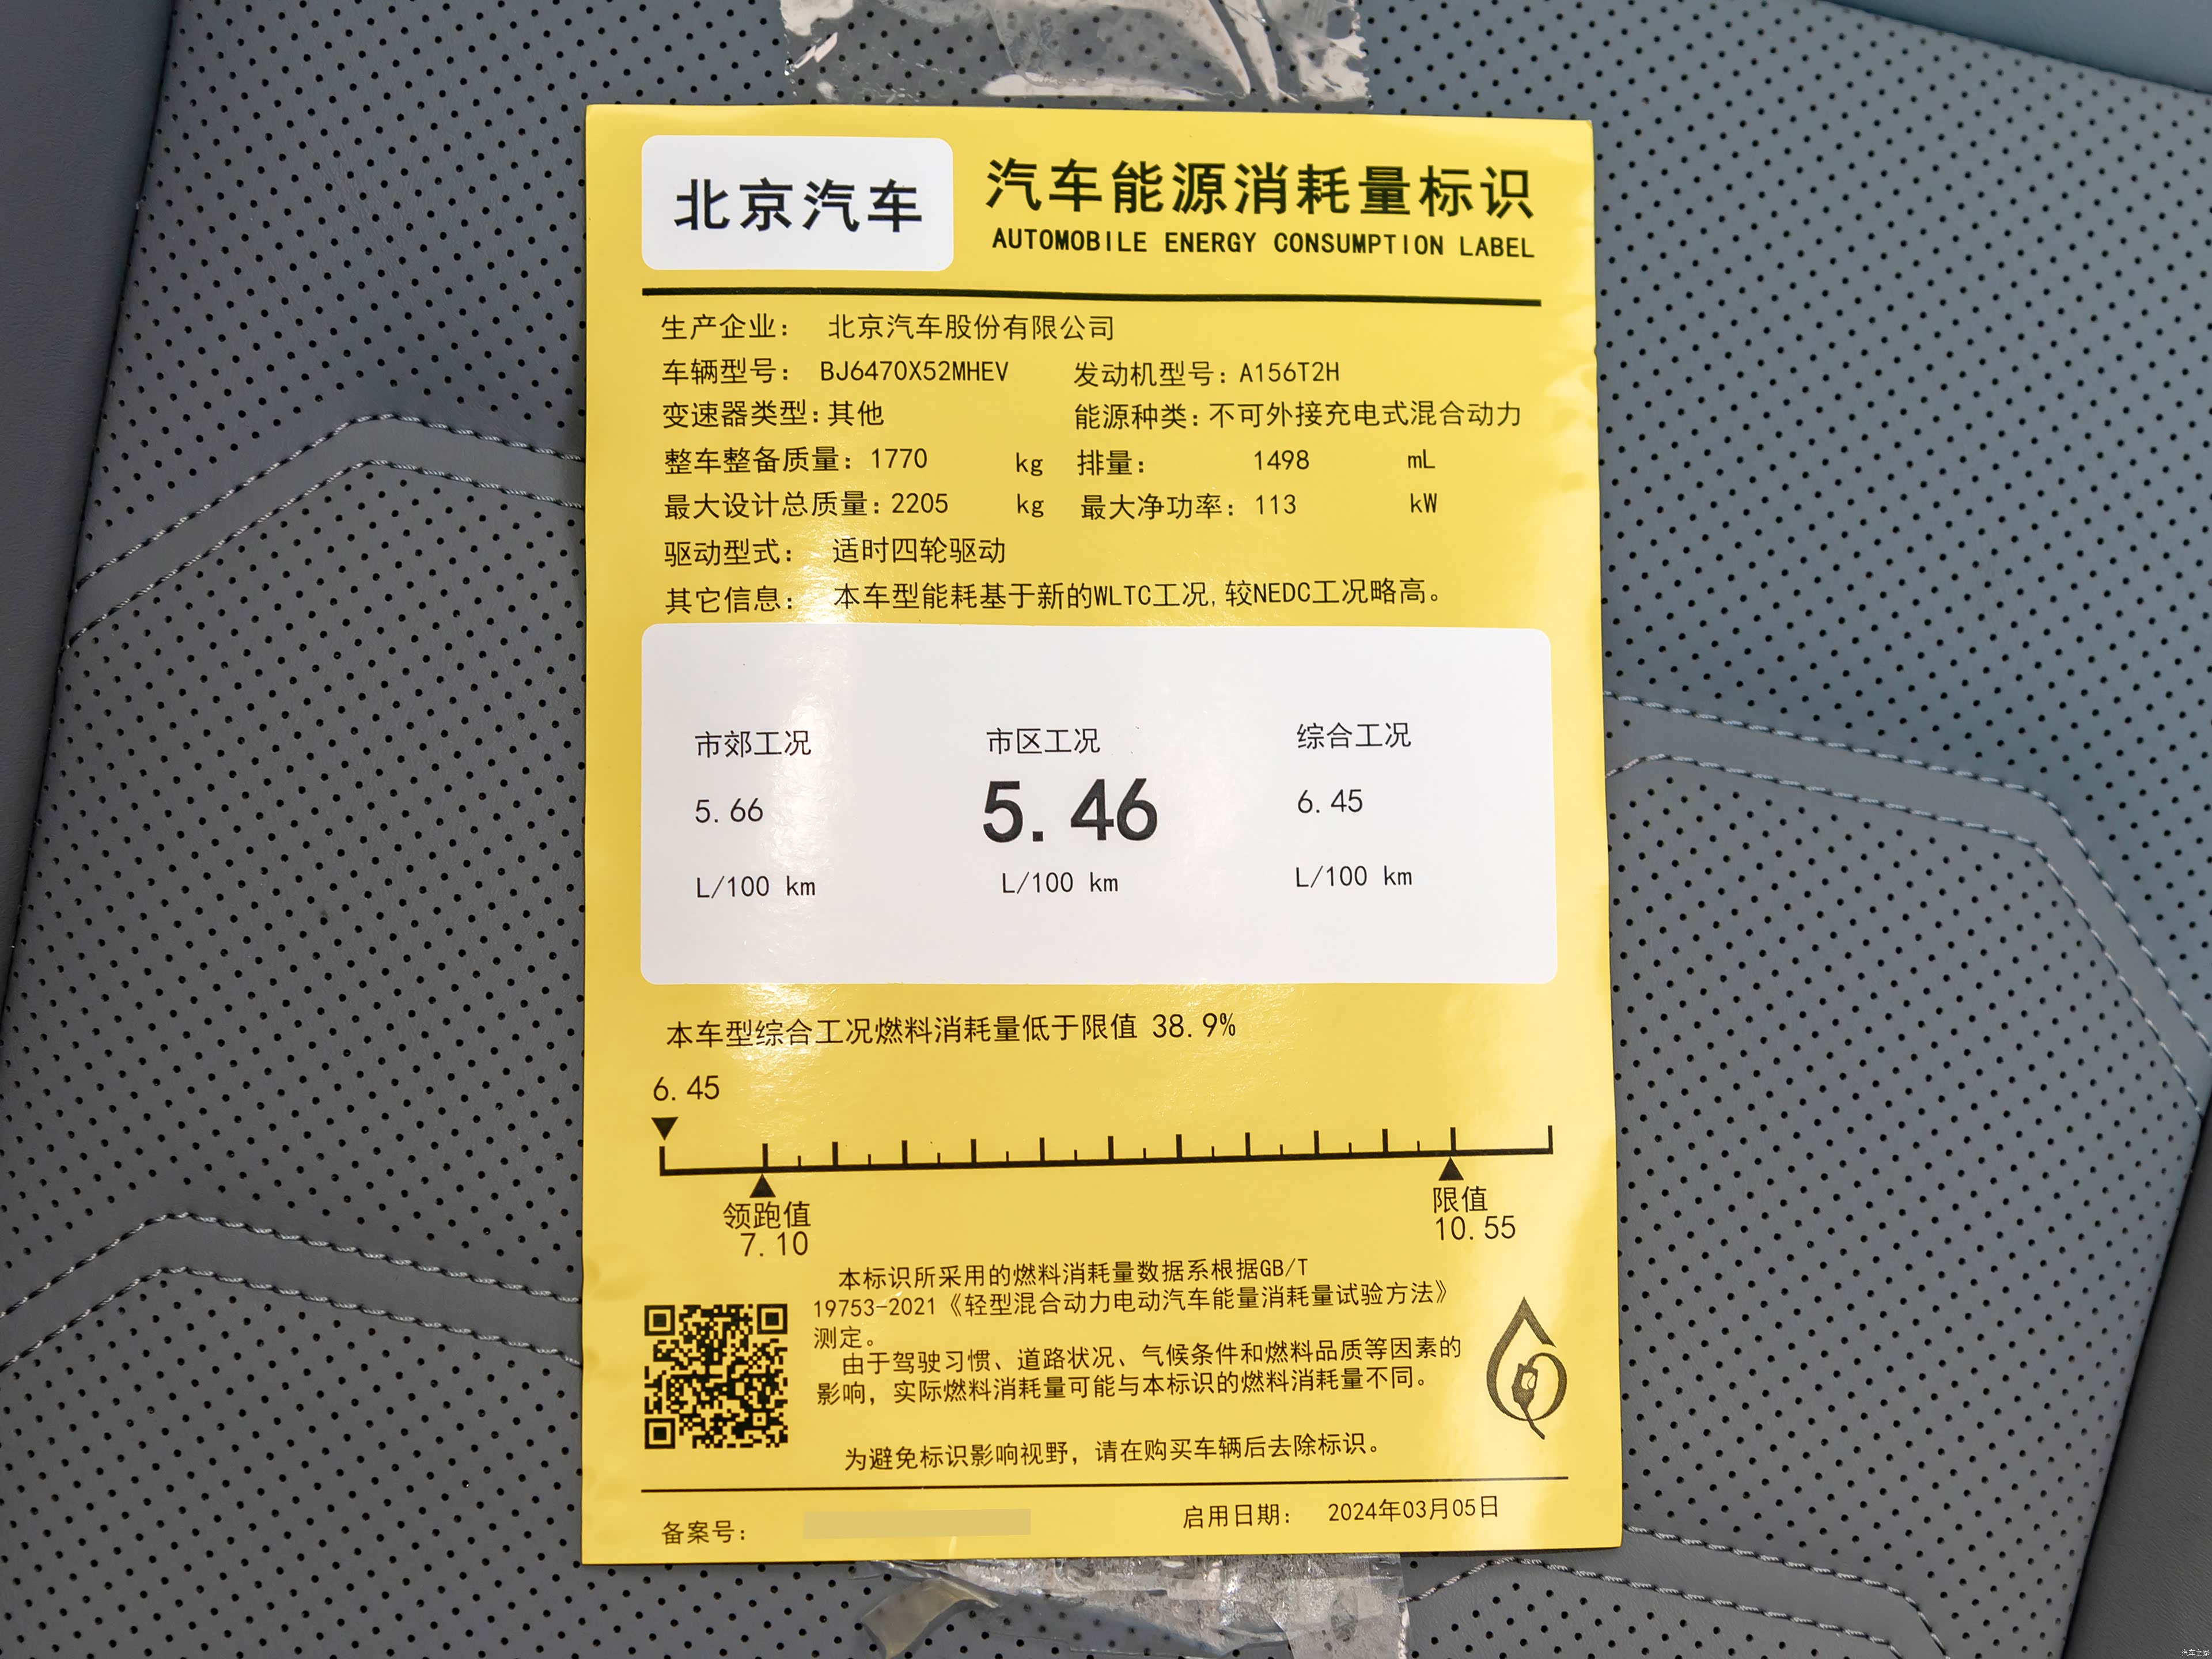 北京汽车
汽车能源消耗量标识
AUTOMOBILE ENERGY CONSUMPTION LABEL
生产企业： 北京汽车股份有限公司
车辆型号： BJ6470X52MHEV 发动机型号：A156T2H
变速器类型：其他 能源种类：不可外接充电式混合动力
整车整备质量：1770 kg 排量： 1498 mL
最大设计总质量：2205 kg 最大净功率：113 kW
驱动型式： 适时四轮驱动
其它信息： 本车型能耗基于新的WLTC工况,较NEDC工况略高。
市郊工况 市区工况 综合工况
5.66 5.46 6.45
L/100 km L/100 km L/100 km
本车型综合工况燃料消耗量低于限值 38.9%
6.45
领跑值 限值
7.10 10.55
本标识所采用的燃料消耗量数据系根据GB/T
19753-2021《轻型混合动力电动汽车能量消耗量试验方法》
测定。
由于驾驶习惯、道路状况、气候条件和燃料品质等因素的
影响，实际燃料消耗量可能与本标识的燃料消耗量不同。
为避免标识影响视野，请在购买车辆后去除标识。
备案号： 启用日期： 2024年03月05日
汽车之家